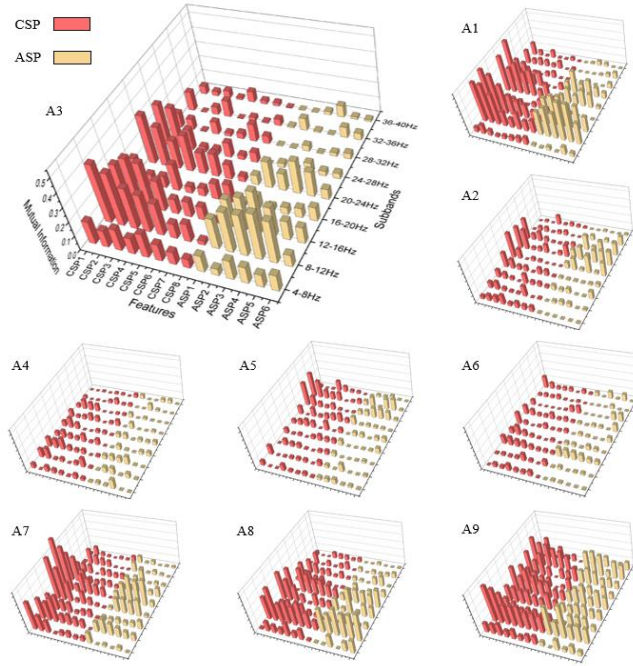 CSP
ASP
A3
A1
A2
A4
A5
A6
A7
A8
A9
Mutual Information
0.5
0.4
0.3
0.2
0.1
0.0
CSP1
CSP2
CSP3
CSP4
CSP5
CSP6
CSP7
CSP8
ASP1
ASP2
ASP3
ASP4
ASP5
ASP6
Features
4-8Hz
8-12Hz
12-16Hz
16-20Hz
20-24Hz
24-28Hz
28-32Hz
32-36Hz
36-40Hz
Subbands